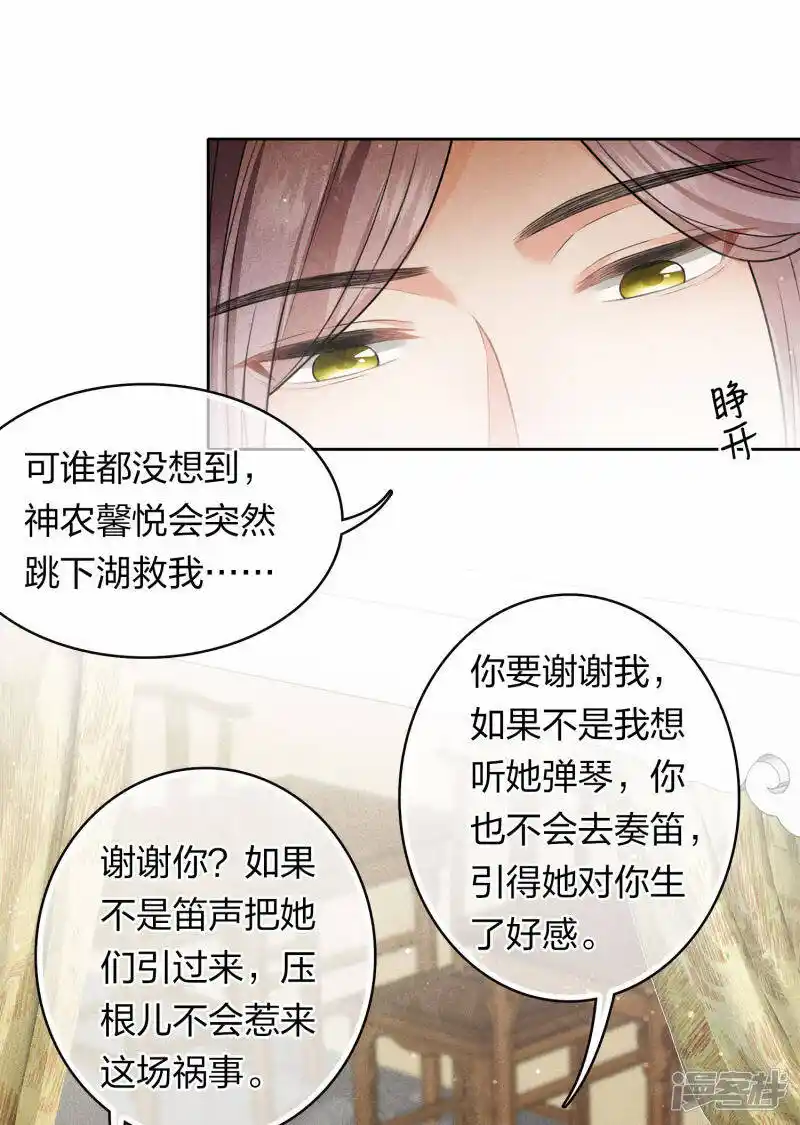 睁开
可谁都没想到，
神农馨悦会突然
跳下湖救我……
你要谢谢我，
如果不是我想
听她弹琴，你
也不会去奏笛，
引得她对你生
了好感。
谢谢你？如果
不是笛声把她
们引过来，压
根儿不会惹来
这场祸事。
漫客栈